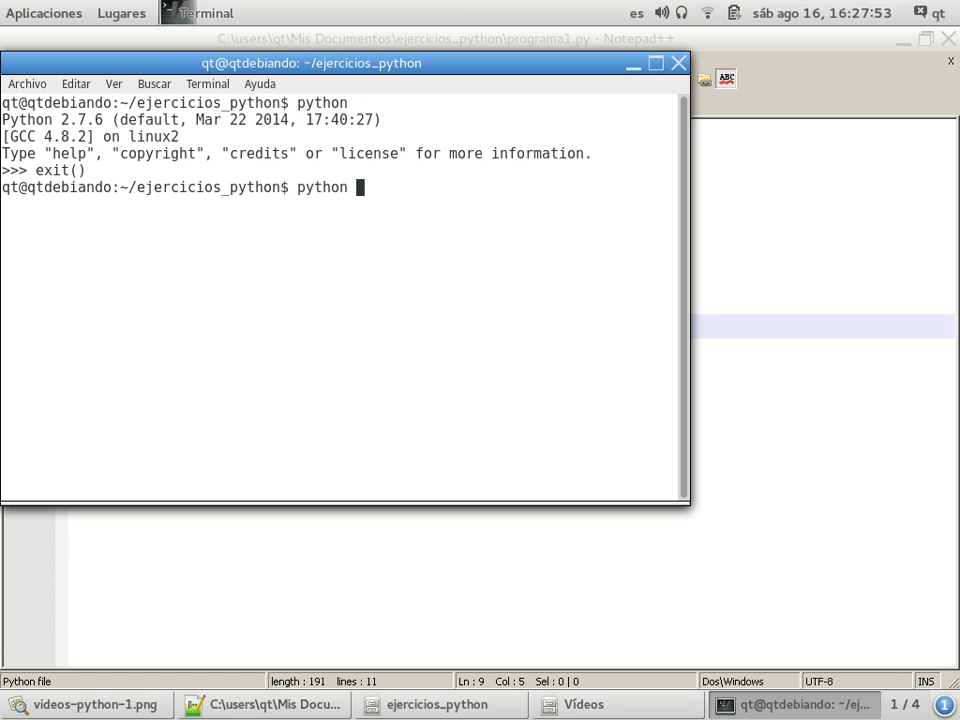 Aplicaciones Lugares Terminal es sáb ago 16, 16:27:53 qt
C:\users\qt\Mis Documentos\ejercicios_python\programa1.py - Notepad++
qt@qtdebiando: ~/ejercicios_python
X
Archivo Editar Ver Buscar Terminal Ayuda
ABC
qt@qtdebiando:~/ejercicios_python$ python
Python 2.7.6 (default, Mar 22 2014, 17:40:27)
[GCC 4.8.2] on linux2
Type "help", "copyright", "credits" or "license" for more information.
>>> exit()
qt@qtdebiando:~/ejercicios_python$ python
Python file length : 191 lines : 11 Ln : 9 Col : 5 Sel : 0 | 0 Dos\Windows UTF-8 INS
videos-python-1.png C:\users\qt\Mis Docu... ejercicios_python Vídeos qt@qtdebiando: ~/ej... 1 / 4 1